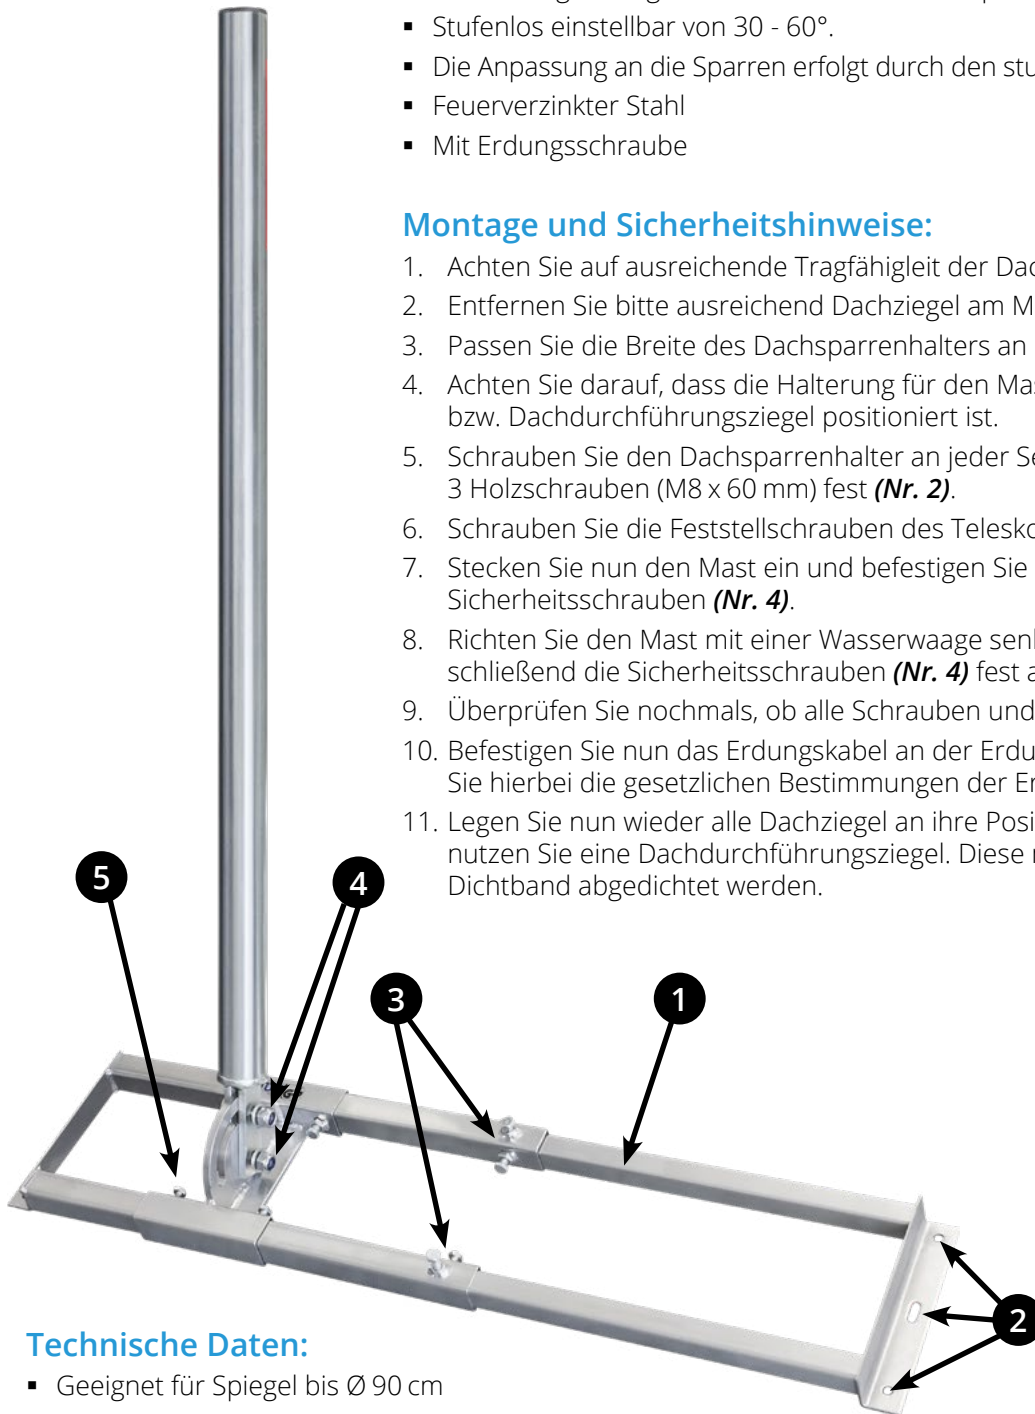 ▪ Stufenlos einstellbar von 30 - 60°.
▪ Die Anpassung an die Sparren erfolgt durch den
▪ Feuerverzinkter Stahl
▪ Mit Erdungsschraube
Montage und Sicherheitshinweise:
1. Achten Sie auf ausreichende Tragfähigleit der
2. Entfernen Sie bitte ausreichend Dachziegel am
3. Passen Sie die Breite des Dachsparrenhalters an
4. Achten Sie darauf, dass die Halterung für den
bzw. Dachdurchführungsziegel positioniert ist.
5. Schrauben Sie den Dachsparrenhalter an jeder
3 Holzschrauben (M8 x 60 mm) fest (Nr. 2).
6. Schrauben Sie die Feststellschrauben des
7. Stecken Sie nun den Mast ein und befestigen Sie
Sicherheitsschrauben (Nr. 4).
8. Richten Sie den Mast mit einer Wasserwaage
schließend die Sicherheitsschrauben (Nr. 4) fest
9. Überprüfen Sie nochmals, ob alle Schrauben und
10. Befestigen Sie nun das Erdungskabel an der
Sie hierbei die gesetzlichen Bestimmungen der
11. Legen Sie nun wieder alle Dachziegel an ihre
nutzen Sie eine Dachdurchführungsziegel. Diese
Dichtband abgedichtet werden.
5
4
3
1
2
Technische Daten:
▪ Geeignet für Spiegel bis Ø 90 cm